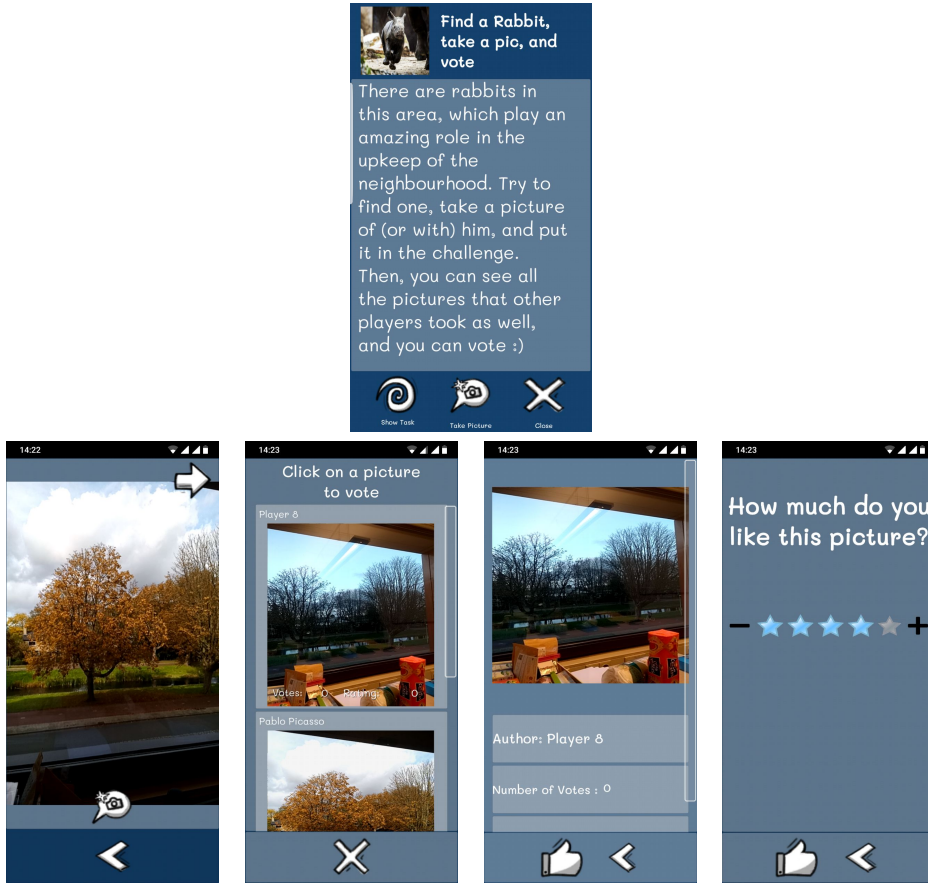 Find a Rabbit,
take a pic, and
vote
There are rabbits in
this area, which play an
amazing role in the
upkeep of the
neighbourhood. Try to
find one, take a picture
of (or with) him, and put
it in the challenge.
Then, you can see all
the pictures that other
players took as well,
and you can vote :)
Show Task
Take Picture
Close
14:22
14:23
Click on a picture
to vote
Player 8
Votes: 0 Rating: 0
Pablo Picasso
14:23
Author: Player 8
Number of Votes : 0
14:23
How much do you
like this picture?